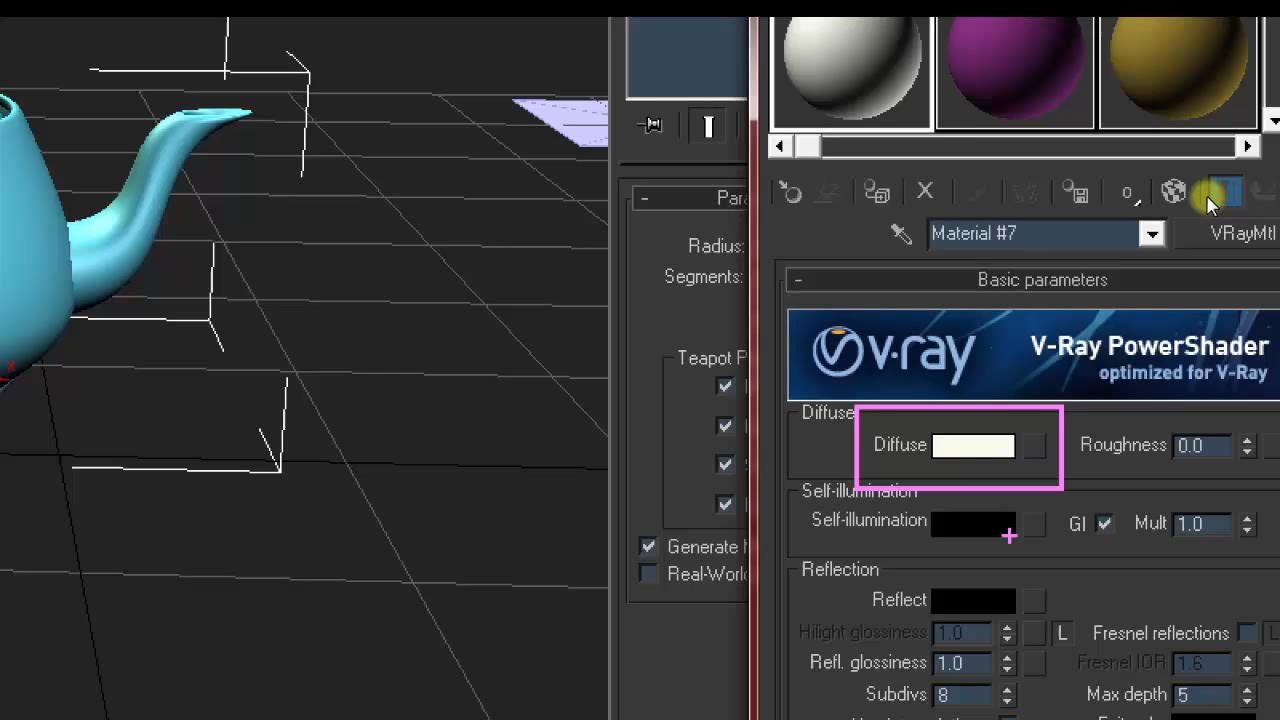 Radius:
Segments:
Teapot P
Generate
Real-World
Material #7
VRayMtl
Basic parameters
v-ray
V-Ray PowerShader
optimized for V-Ray
Diffuse
Diffuse
Roughness 0.0
Self-illumination
Self-illumination
GI
Mult 1.0
Reflection
Reflect
Hilight glossiness 1.0
L
Fresnel reflections
L
Refl. glossiness 1.0
Fresnel IOR 1.6
Subdivs 8
Max depth 5
x